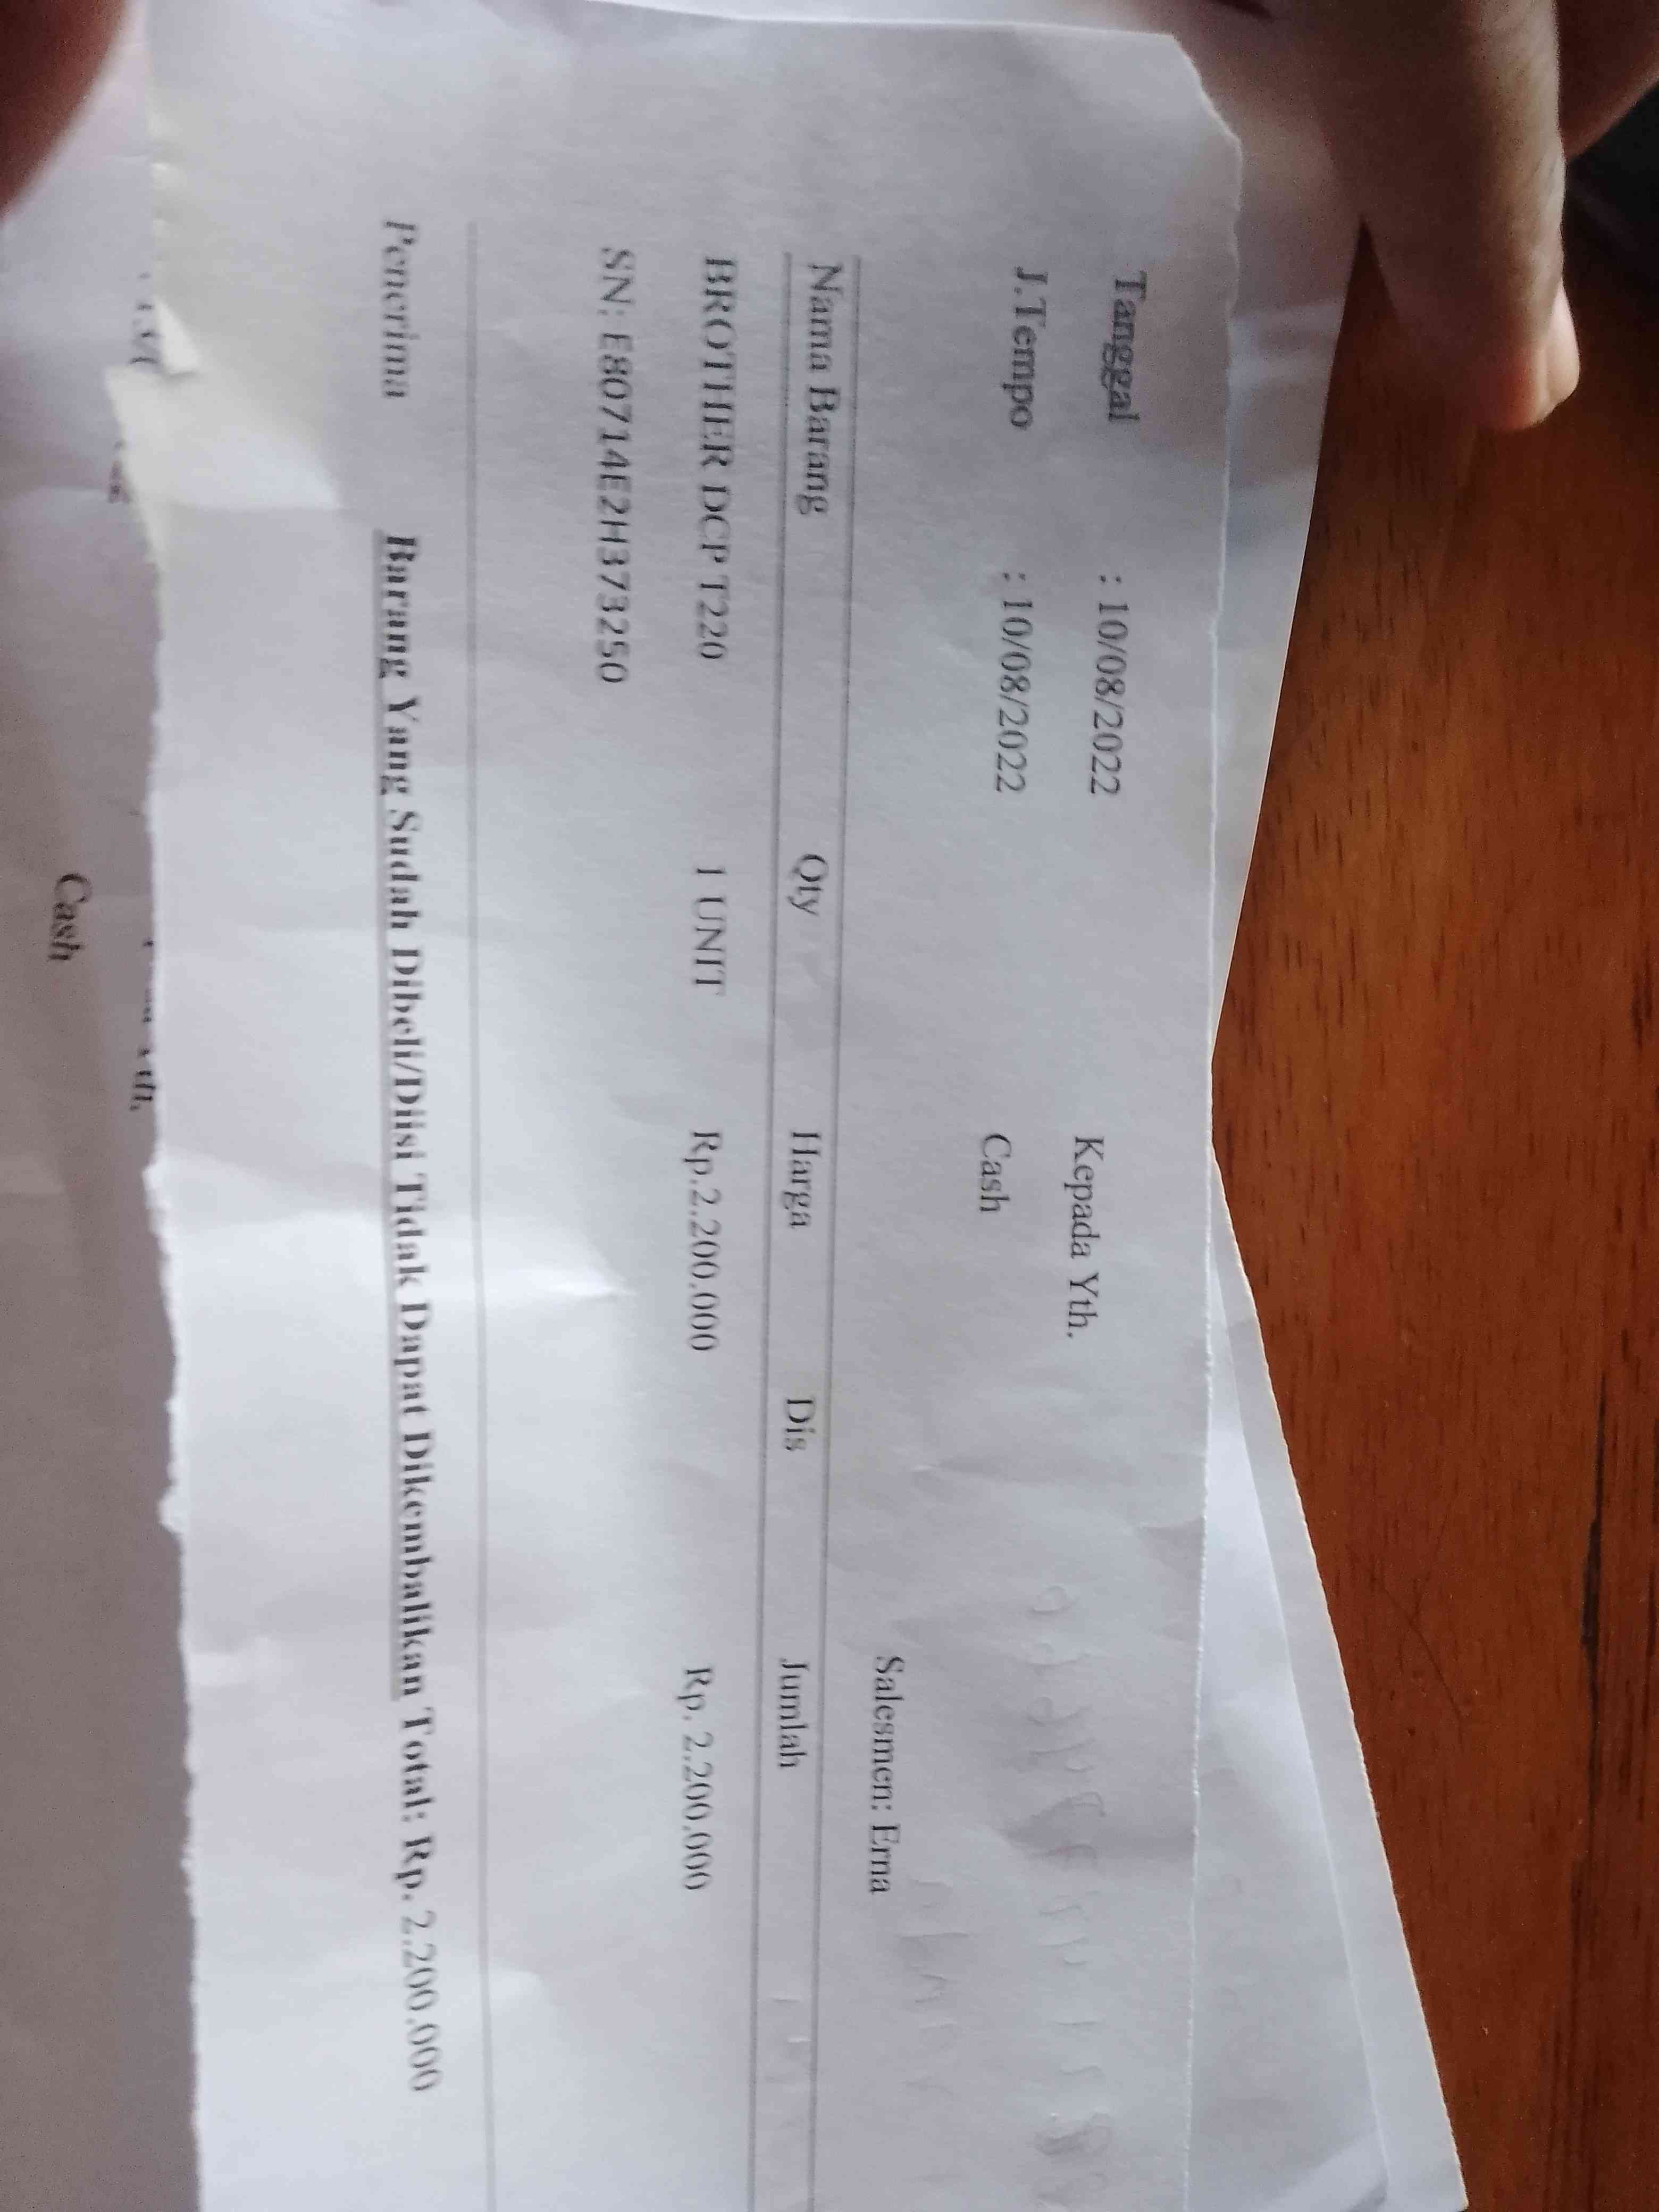 Tanggal : 10/08/2022 Kepada Yth.
J.Tempo : 10/08/2022 Cash
Salesmen: Erna
Nama Barang Qty Harga Dis Jumlah
BROTHER DCP T220 1 UNIT Rp.2.200.000 Rp. 2.200.000
SN: E80714E2H373250
Penerima Barang Yang Sudah Dibeli/Diisi Tidak Dapat Dikembalikan Total: Rp. 2.200.000
Cash